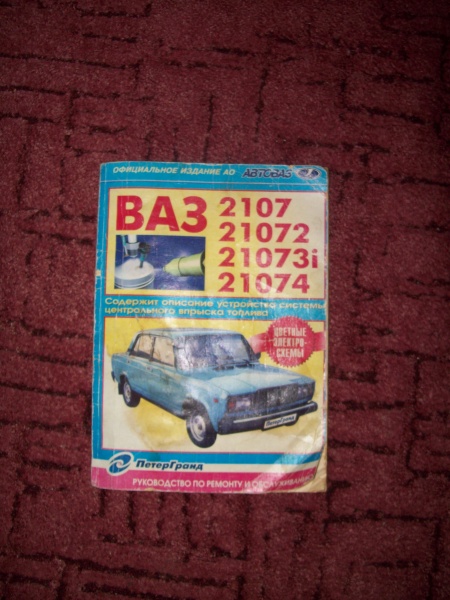 ОФИЦИАЛЬНОЕ ИЗДАНИЕ АО АВТОВАЗ
ВАЗ 2107
21072
21073i
21074
Содержит описание устройства системы
центрального впрыска топлива
ЦВЕТНЫЕ
ЭЛЕКТРО-
СХЕМЫ
ПетерГранд
ПетерГранд
РУКОВОДСТВО ПО РЕМОНТУ И ОБСЛУЖИВАНИЮ